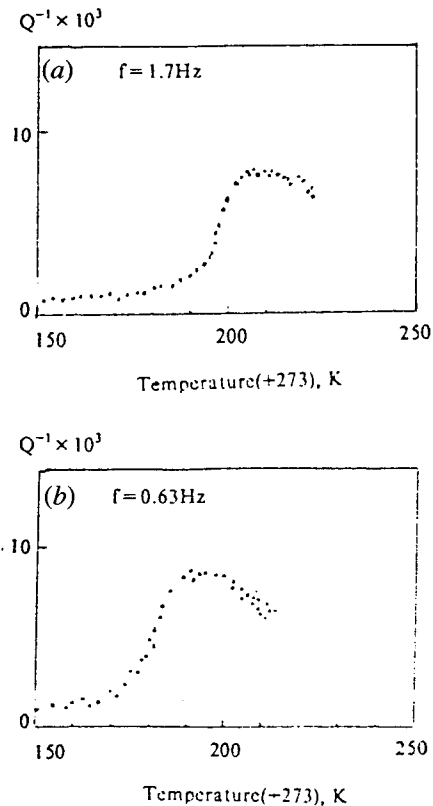 Q⁻¹ × 10³
(a) f = 1.7Hz
10
0
150 200 250
Temperature(+273), K
Q⁻¹ × 10³
(b) f = 0.63Hz
10
0
150 200 250
Temperature(−273), K